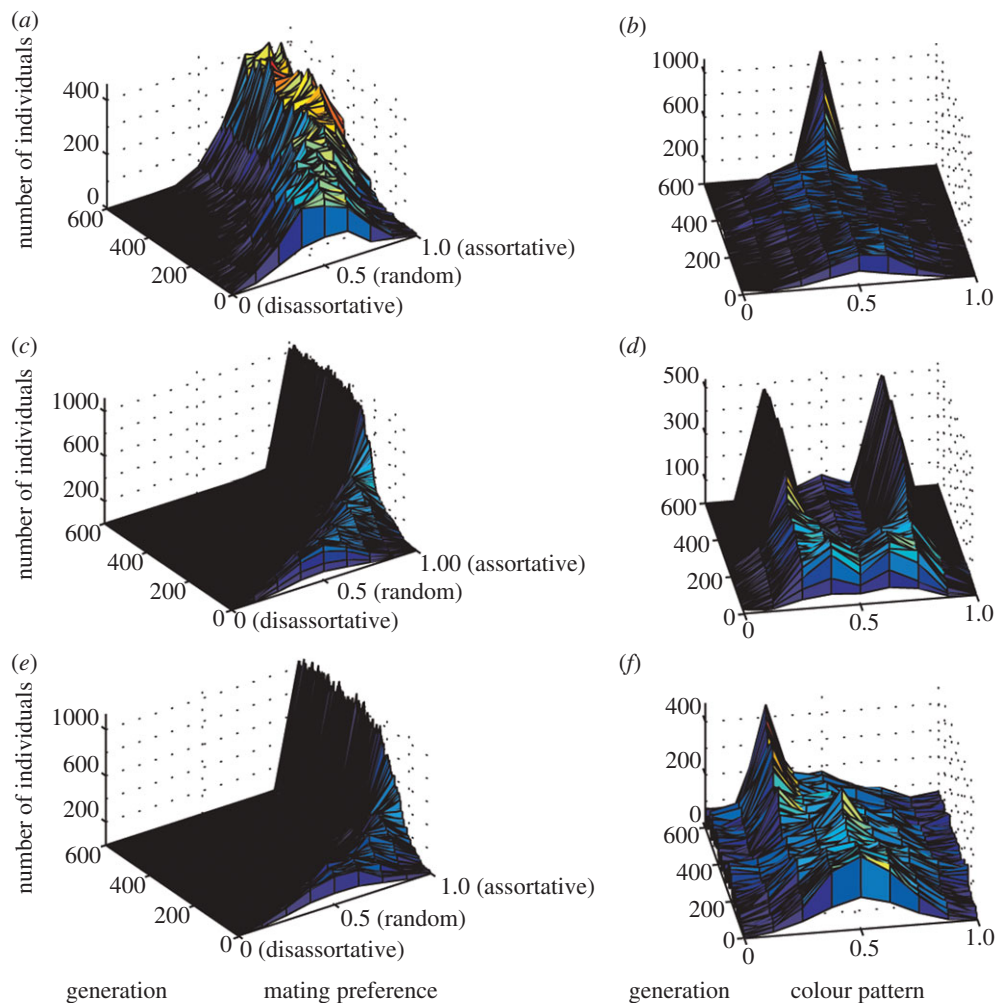 (a)
number of individuals
400
200
0
600
400
200
0
0 (disassortative)
0.5 (random)
1.0 (assortative)
(b)
1000
600
200
600
400
200
0
0
0.5
1.0
(c)
number of individuals
1000
600
200
600
400
200
0
0 (disassortative)
0.5 (random)
1.00 (assortative)
(d)
500
300
100
600
400
200
0
0
0.5
1.0
(e)
number of individuals
1000
600
200
600
400
200
0
0 (disassortative)
0.5 (random)
1.0 (assortative)
(f)
400
200
0
600
400
200
0
0
0.5
1.0
generation mating preference generation colour pattern